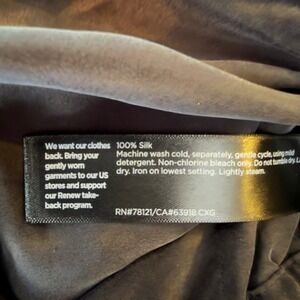 We want our clothes
back. Bring your
gently worn
garments to our US
stores and support
our Renew take-
back program.
100% Silk
Machine wash cold, separately, gentle cycle, using mild
detergent. Non-chlorine bleach only. Do not tumble dry.
dry. Iron on lowest setting. Lightly steam.
RN#78121/CA#63918 CXG